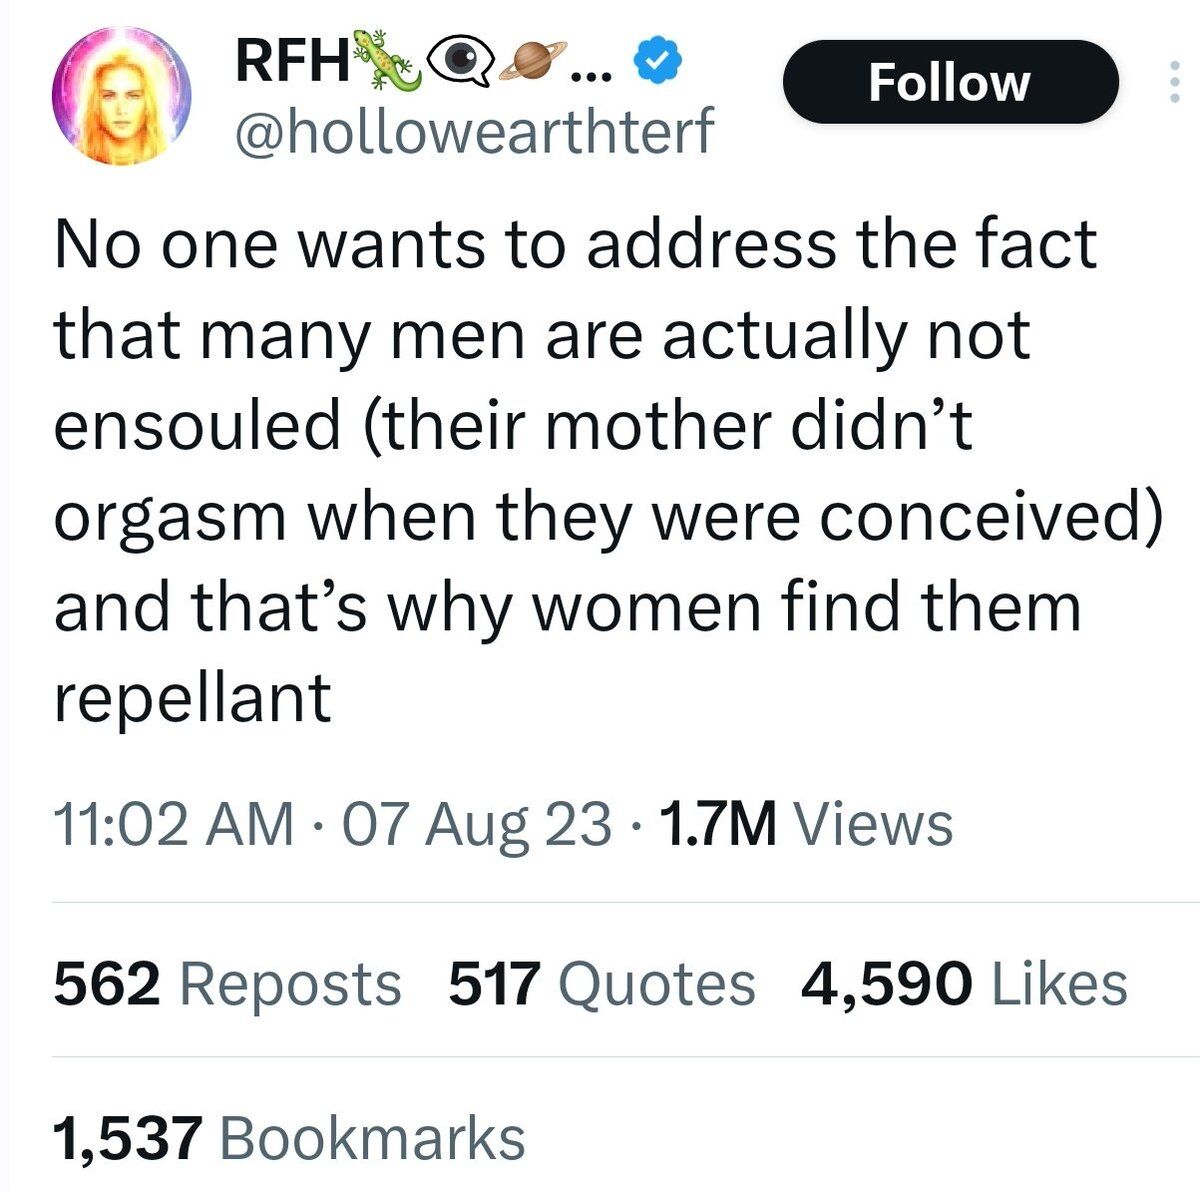 RFH🦎👁️‍🗨️🪐...
Follow
@hollowearthterf
No one wants to address the fact
that many men are actually not
ensouled (their mother didn’t
orgasm when they were conceived)
and that’s why women find them
repellant
11:02 AM · 07 Aug 23 · 1.7M Views
562 Reposts 517 Quotes 4,590 Likes
1,537 Bookmarks